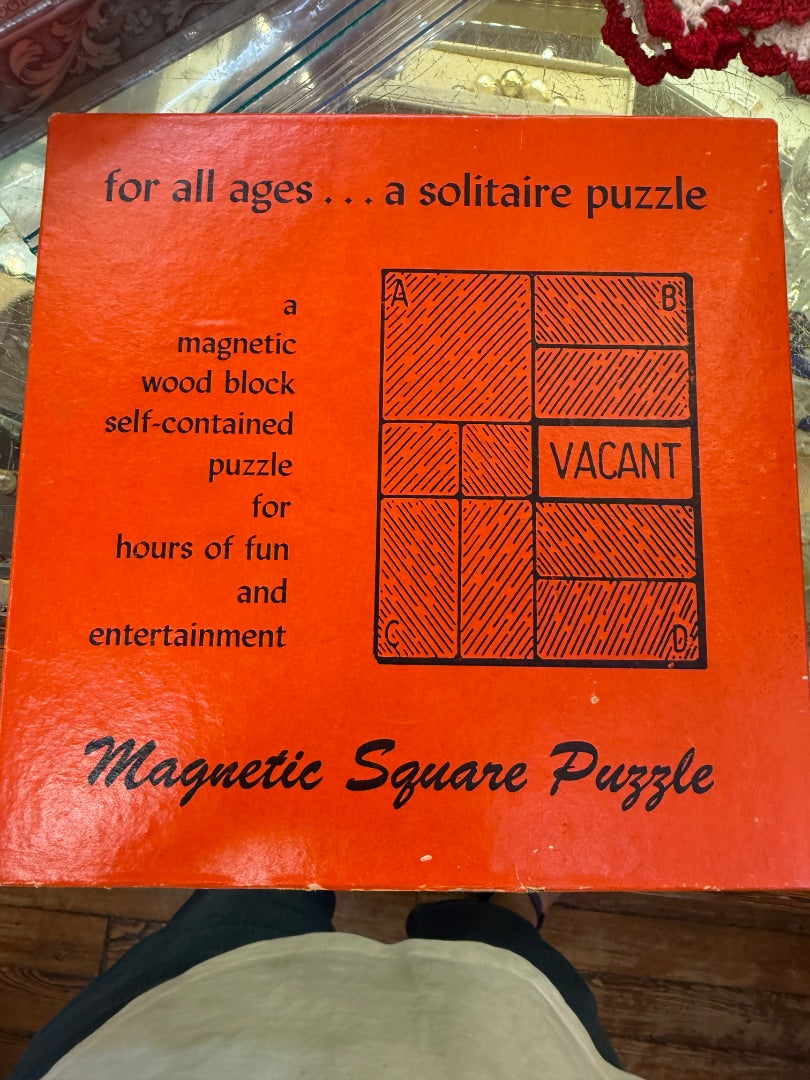 for all ages . . . a solitaire puzzle
a
magnetic
wood block
self-contained
puzzle
for
hours of fun
and
entertainment
A
B
VACANT
C
D
Magnetic Square Puzzle